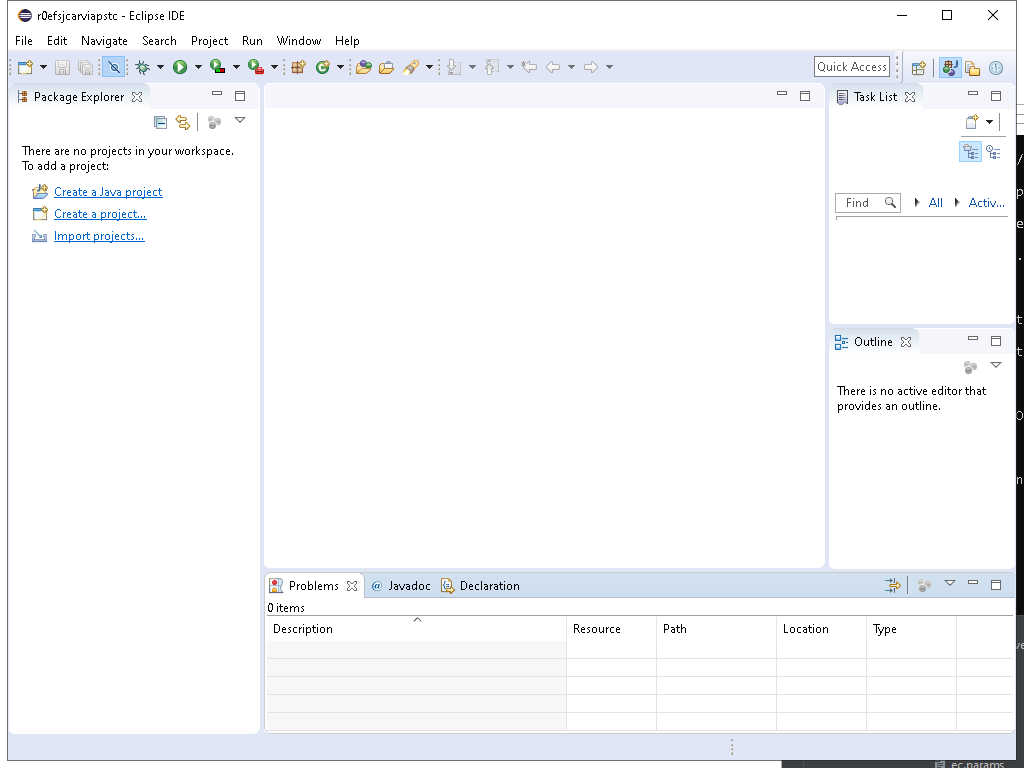 r0efsjcarviapstc - Eclipse IDE
File Edit Navigate Search Project Run Window Help
Quick Access
Package Explorer
There are no projects in your workspace.
To add a project:
Create a Java project
Create a project...
Import projects...
Task List
Find All Activ...
Outline
There is no active editor that
provides an outline.
Problems @ Javadoc Declaration
0 items
Description Resource Path Location Type
ec.params